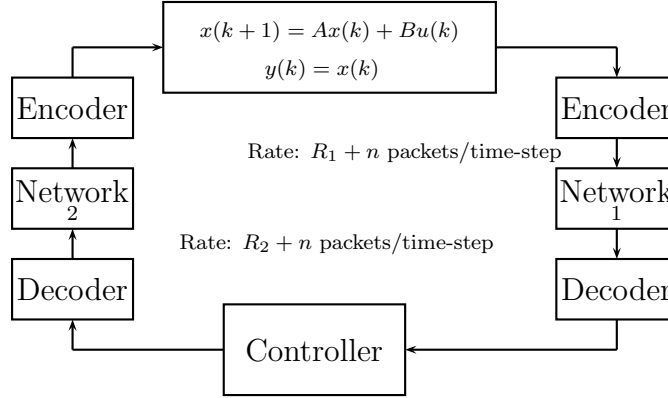 x(k + 1) = Ax(k) + Bu(k)
y(k) = x(k)
Encoder
Encoder
Rate: R₁ + n packets/time-step
Network
2
Network
1
Rate: R₂ + n packets/time-step
Decoder
Decoder
Controller